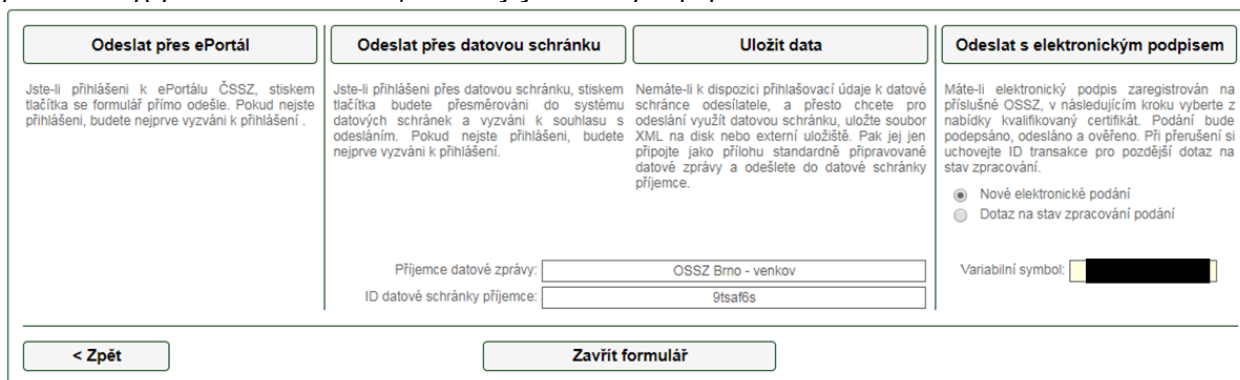 Odeslat přes ePortál
Jste-li přihlášeni k ePortálu ČSSZ, stiskem
tlačítka se formulář přímo odešle. Pokud nejste
přihlášeni, budete nejprve vyzváni k přihlášení .
Odeslat přes datovou schránku
Jste-li přihlášeni přes datovou schránku, stiskem
tlačítka budete přesměrováni do systému
datových schránek a vyzváni k souhlasu s
odesláním. Pokud nejste přihlášeni, budete
nejprve vyzváni k přihlášení.
Uložit data
Nemáte-li k dispozici přihlašovací údaje k datové
schránce odesílatele, a přesto chcete pro
odeslání využít datovou schránku, uložte soubor
XML na disk nebo externí uložiště. Pak jej jen
připojte jako přílohu standardně připravované
datové zprávy a odešlete do datové schránky
příjemce.
Příjemce datové zprávy: OSSZ Brno - venkov
ID datové schránky příjemce: 9tsaf6s
Odeslat s elektronickým podpisem
Máte-li elektronický podpis zaregistrován na
příslušné OSSZ, v následujícím kroku vyberte z
nabídky kvalifikovaný certifikát. Podání bude
podepsáno, odesláno a ověřeno. Při přerušení si
uchovejte ID transakce pro pozdější dotaz na
stav zpracování.
Nové elektronické podání
Dotaz na stav zpracování podání
Variabilní symbol:
< Zpět
Zavřít formulář